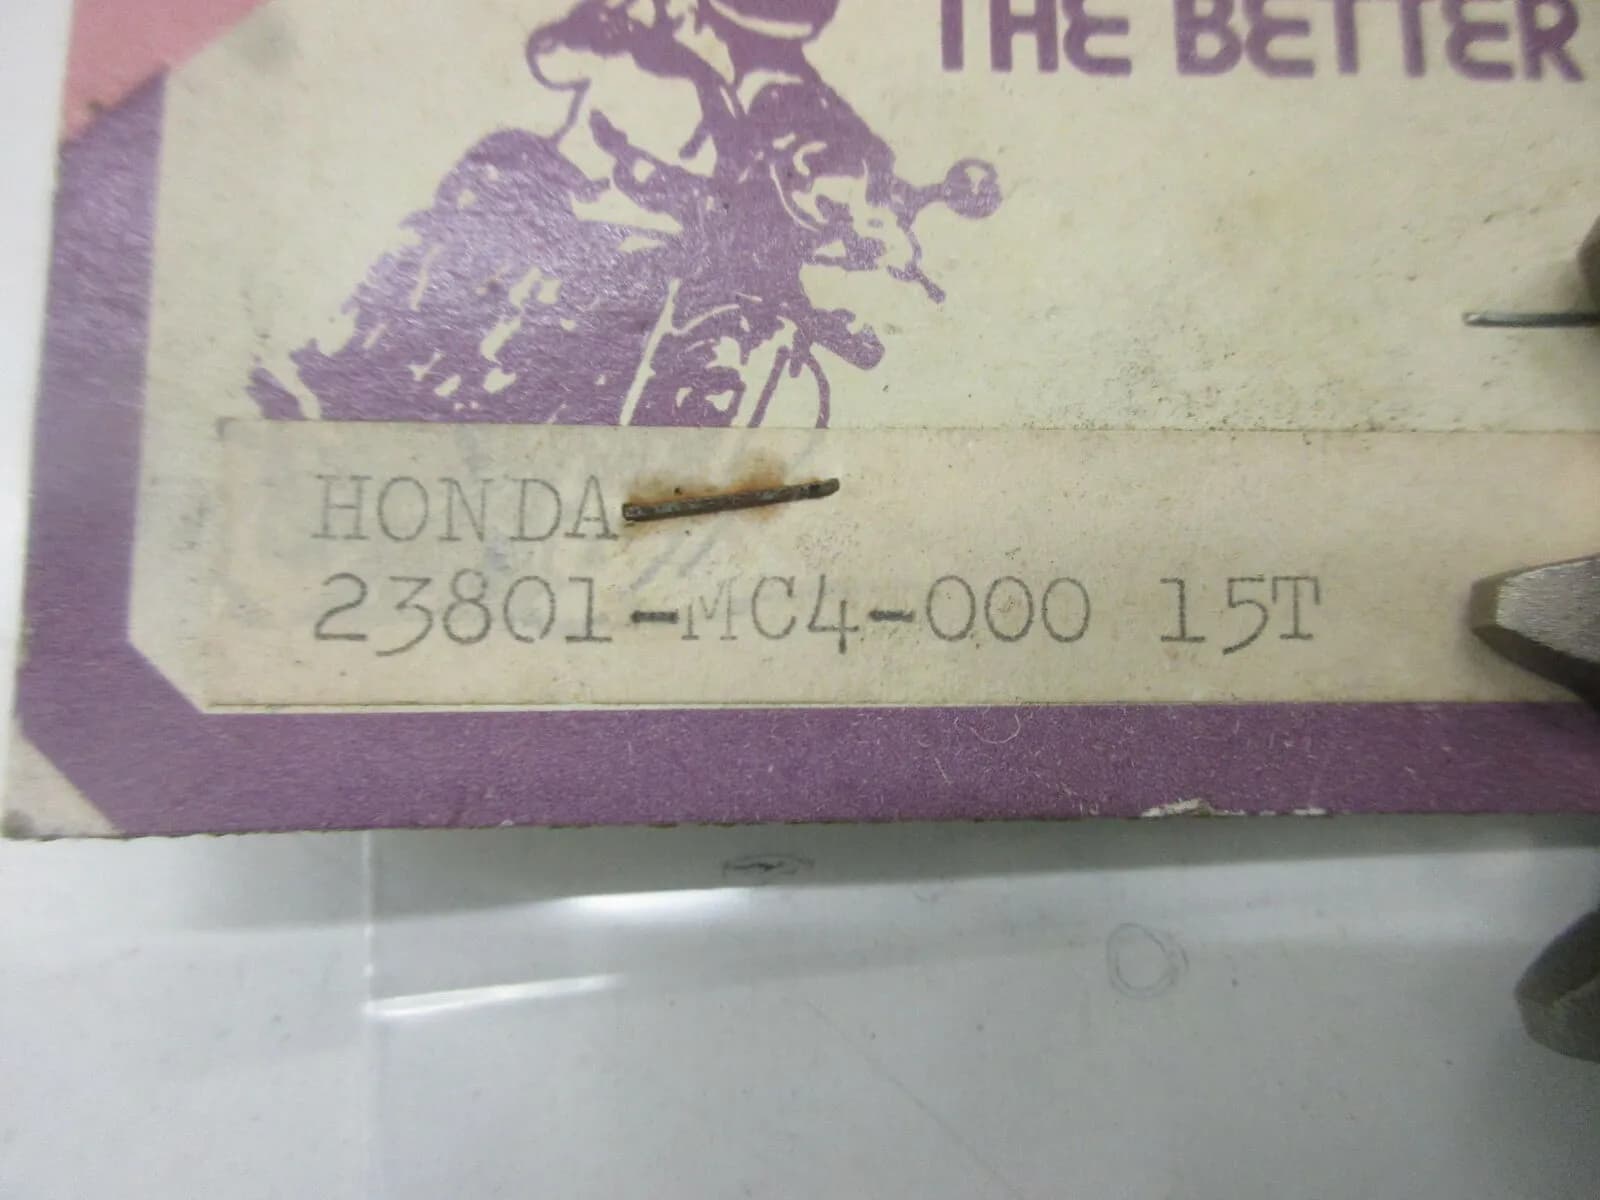 THE BETTER
HONDA
23801-MC4-000 15T